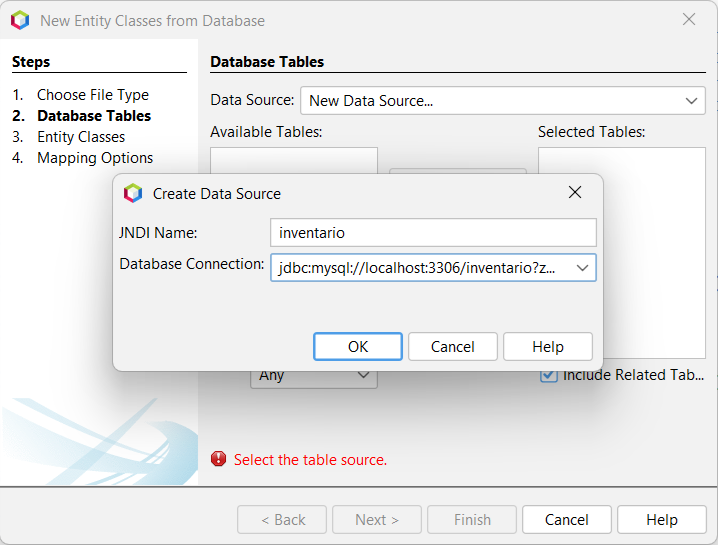 New Entity Classes from Database
Steps
1. Choose File Type
2. Database Tables
3. Entity Classes
4. Mapping Options
Database Tables
Data Source: New Data Source...
Available Tables:
Selected Tables:
Create Data Source
JNDI Name: inventario
Database Connection: jdbc:mysql://localhost:3306/inventario?z...
OK Cancel Help
Any
Include Related Tab...
Select the table source.
< Back Next > Finish Cancel Help